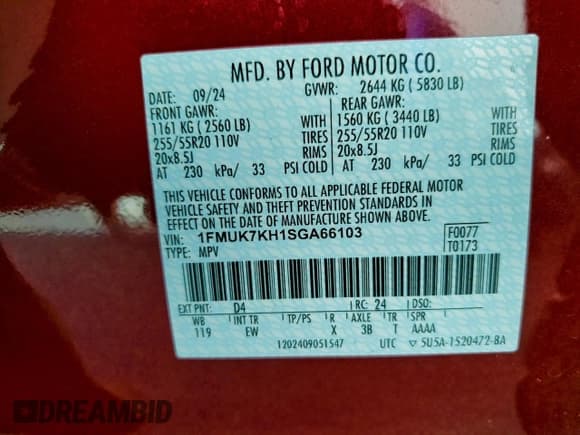 MFD. BY FORD MOTOR CO.
DATE: 09/24 GVWR: 2644 KG ( 5830 LB)
FRONT GAWR: REAR GAWR:
1161 KG ( 2560 LB) WITH 1560 KG ( 3440 LB) WITH
255/55R20 110V TIRES 255/55R20 110V TIRES
20x8.5J RIMS 20x8.5J RIMS
AT 230 kPa/ 33 PSI COLD AT 230 kPa/ 33 PSI COLD
THIS VEHICLE CONFORMS TO ALL APPLICABLE FEDERAL MOTOR
VEHICLE SAFETY AND THEFT PREVENTION STANDARDS IN
EFFECT ON THE DATE OF MANUFACTURE SHOWN ABOVE.
VIN: 1FMUK7KH1SGA66103 F0077
TYPE: MPV T0173
EXT PNT: D4 RC: 24 DSO:
WB INT TR TP/PS R AXLE TR SPR
119 EW X 3B T AAAA
1202409051547 UTC ▽ 5U5A-1520472-BA
DREAMBID